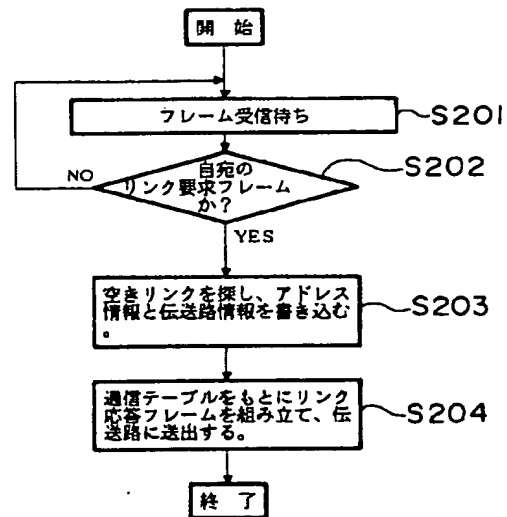 開 始
フレーム受信待ち
S201
自宛の
リンク要求フレーム
か?
S202
NO
YES
空きリンクを探し、アドレス
情報と伝送路情報を書き込む
。
S203
通信テーブルをもとにリンク
応答フレームを組み立て、伝
送路に送出する。
S204
終 了